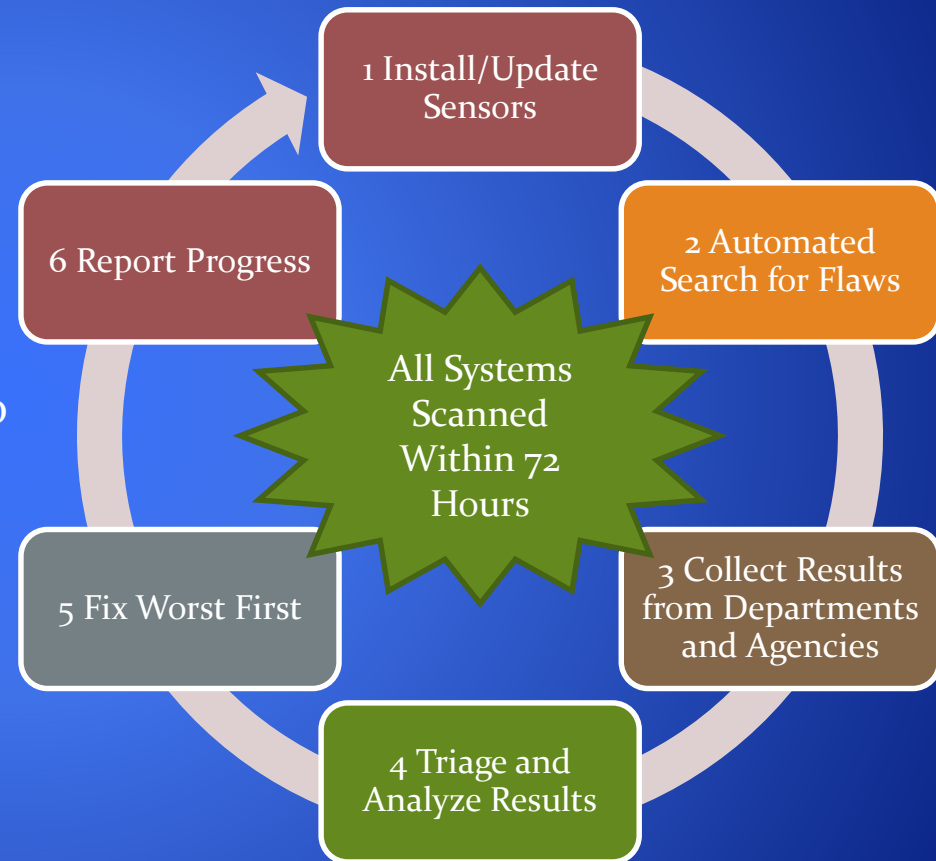 1 Install/Update
Sensors
2 Automated
Search for Flaws
3 Collect Results
from Departments
and Agencies
4 Triage and
Analyze Results
5 Fix Worst First
6 Report Progress
All Systems
Scanned
Within 72
Hours